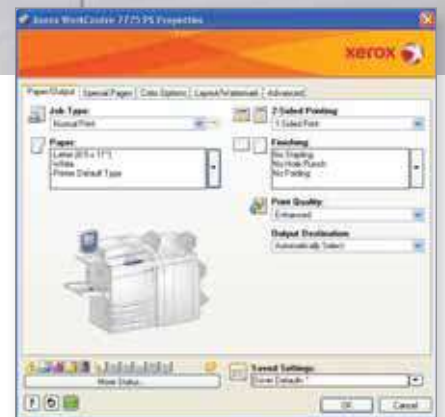 Xerox WorkCentre 7775 PS Properties
xerox
Paper/Output Special Pages Color Options Layout/Watermark Advanced
Job Type:
Normal Print
2-Sided Printing
1-Sided Print
Paper:
Letter (8.5 x 11")
White
Printer Default Type
Finishing:
No Stapling
No Hole Punch
No Folding
Print Quality:
Enhanced
Output Destination:
Automatically Select
More Status...
Saved Settings:
Driver Defaults *
?
OK
Cancel